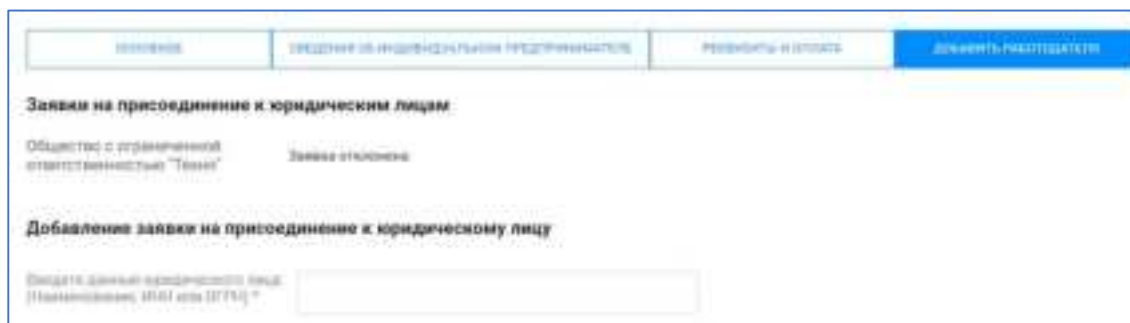 ОСНОВНОЕ
СВЕДЕНИЯ ОБ ИНДИВИДУАЛЬНОМ ПРЕДПРИНИМАТЕЛЕ
РЕКВИЗИТЫ И ОПЛАТА
ДОБАВИТЬ РАБОТОДАТЕЛЯ
Заявки на присоединение к юридическим лицам
Общество с ограниченной
ответственностью "Техно"
Заявка отклонена
Добавление заявки на присоединение к юридическому лицу
Введите данные юридического лица
(Наименование, ИНН или ОГРН) *